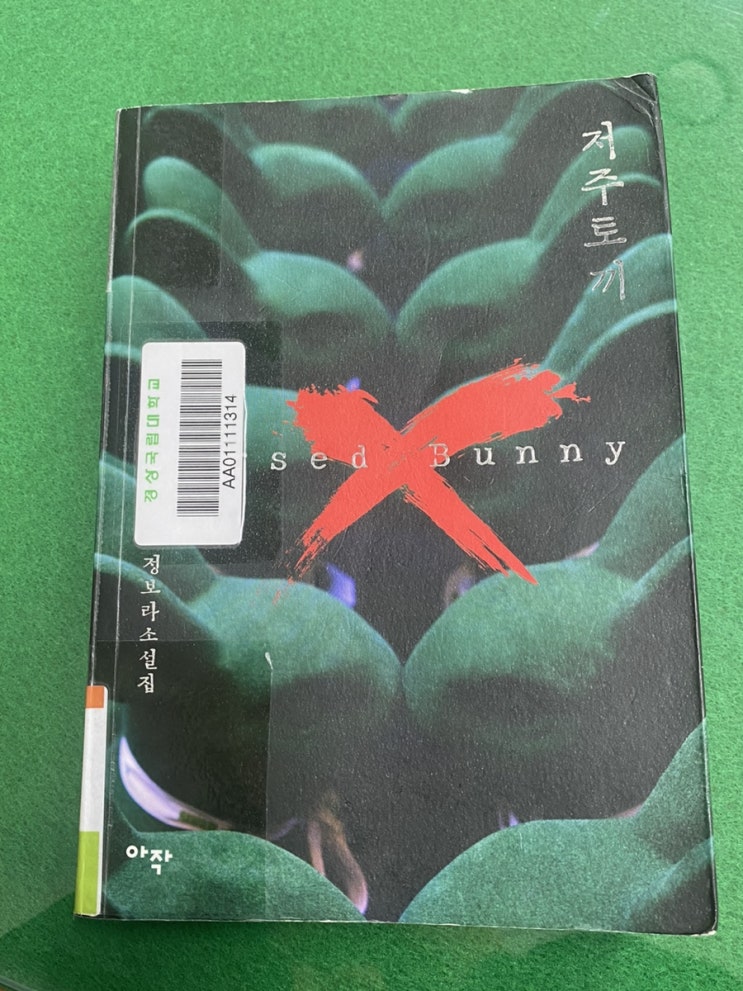 저주토끼
sed Bunny
경상국립대학교
AA01111314
정보라소설집
아작